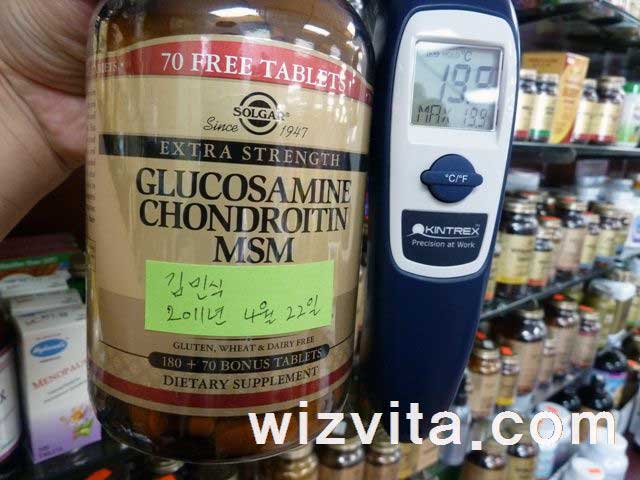 70 FREE TABLETS
SOLGAR
Since 1947
EXTRA STRENGTH
GLUCOSAMINE
CHONDROITIN
MSM
김민식
2011년 4월 22일
GLUTEN, WHEAT & DAIRY FREE
180 + 70 BONUS TABLETS
DIETARY SUPPLEMENT
°C
19.9
MAX 19.9
°C/°F
KINTREX
Precision at Work
MENOPAUSE
wizvita.com